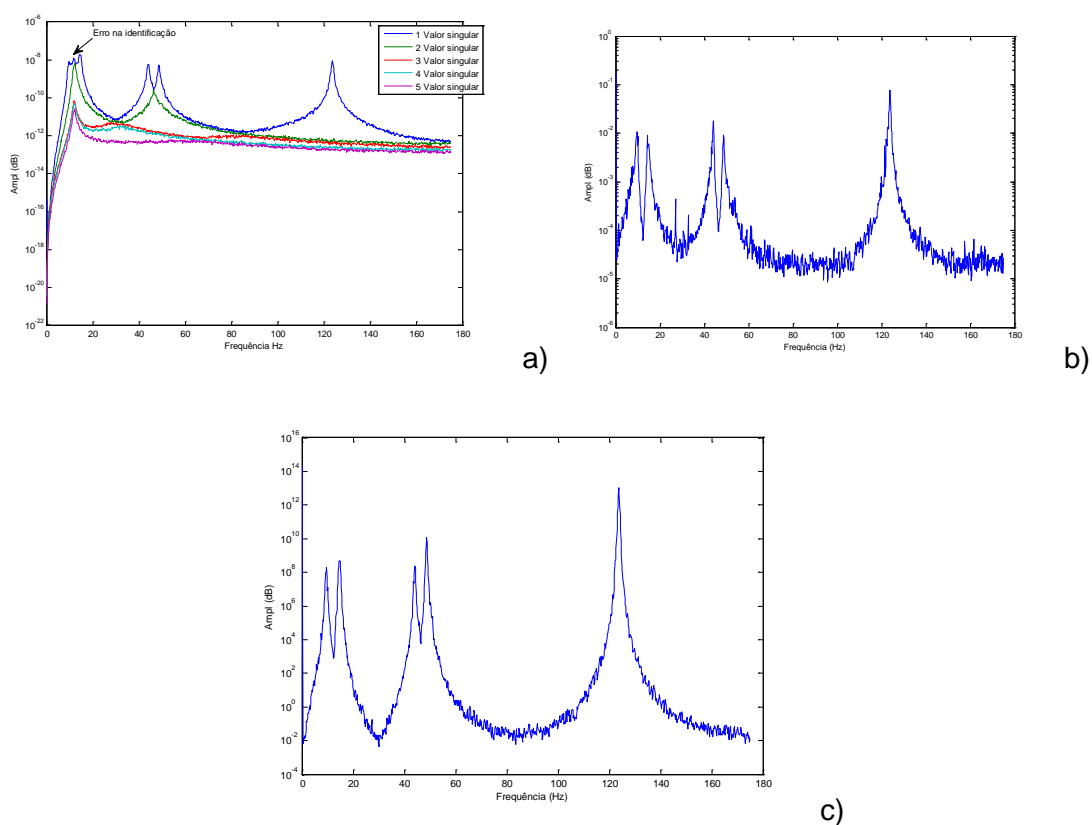 Erro na identificação
1 Valor singular
2 Valor singular
3 Valor singular
4 Valor singular
5 Valor singular
10^-6
10^-8
10^-10
10^-12
10^-14
10^-16
10^-18
10^-20
10^-22
Ampl (dB)
0 20 40 60 80 100 120 140 160 180
Frequência Hz
a)
10^0
10^-1
10^-2
10^-3
10^-4
10^-5
10^-6
Ampl (dB)
0 20 40 60 80 100 120 140 160 180
Frequência (Hz)
b)
10^16
10^14
10^12
10^10
10^8
10^6
10^4
10^2
10^0
10^-2
10^-4
Ampl (dB)
0 20 40 60 80 100 120 140 160 180
Frequência (Hz)
c)